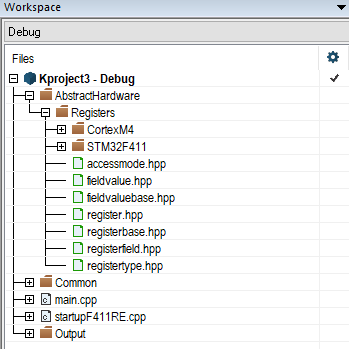 Workspace
Debug
Files
Kproject3 - Debug
AbstractHardware
Registers
CortexM4
STM32F411
accessmode.hpp
fieldvalue.hpp
fieldvaluebase.hpp
register.hpp
registerbase.hpp
registerfield.hpp
registertype.hpp
Common
main.cpp
startupF411RE.cpp
Output